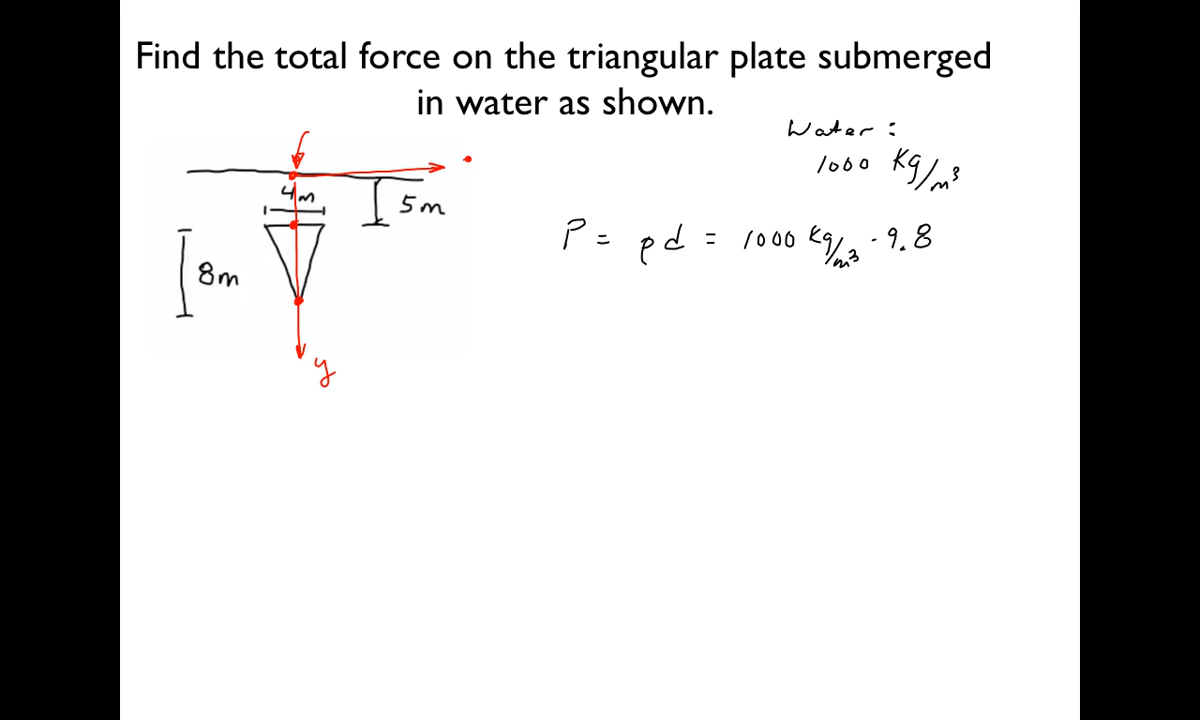 Find the total force on the triangular plate submerged
in water as shown.
Water :
1000 Kg/m³
4m
5m
P = ρd = 1000 Kg/m³ · 9.8
8m
y